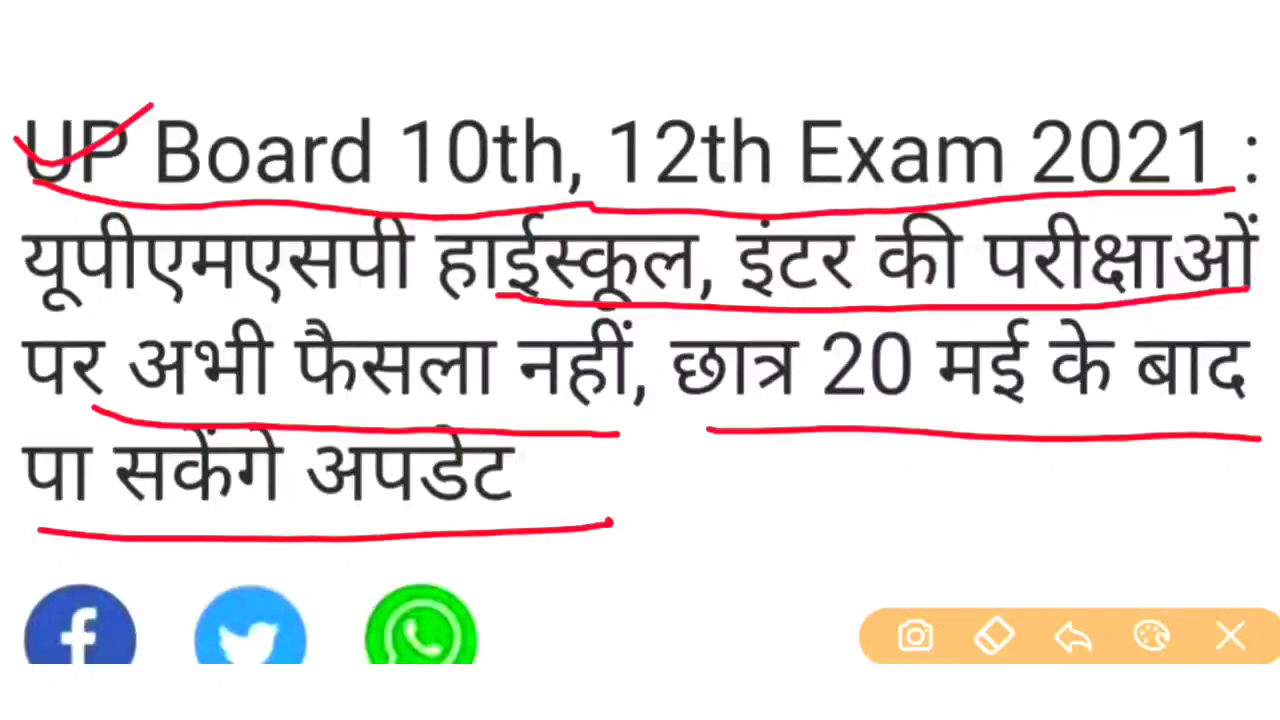 UP Board 10th, 12th Exam 2021 :
यूपीएमएसपी हाईस्कूल, इंटर की परीक्षाओं
पर अभी फैसला नहीं, छात्र 20 मई के बाद
पा सकेंगे अपडेट